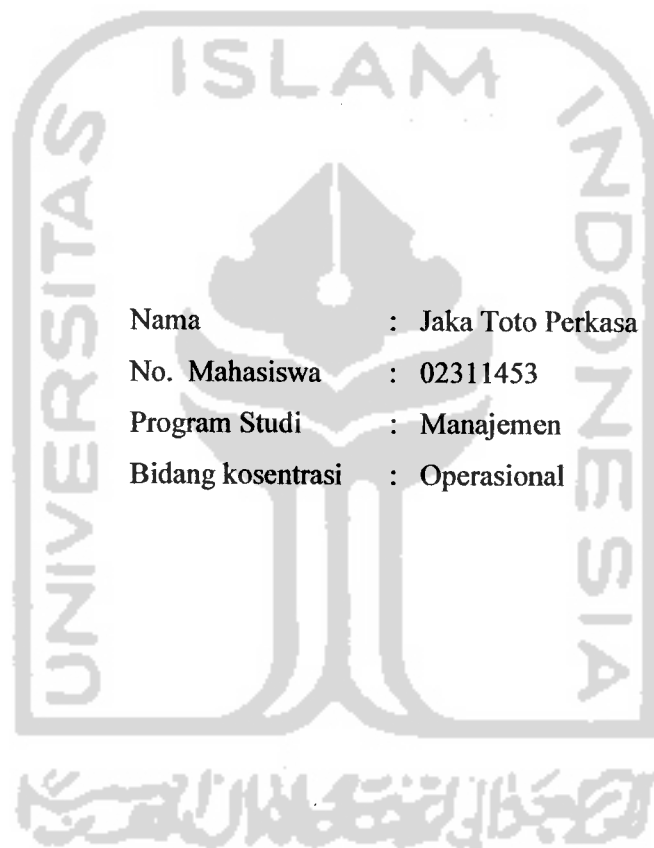 ISLAM
UNIVERSITAS
INDONESIA
Nama : Jaka Toto Perkasa
No. Mahasiswa : 02311453
Program Studi : Manajemen
Bidang kosentrasi : Operasional